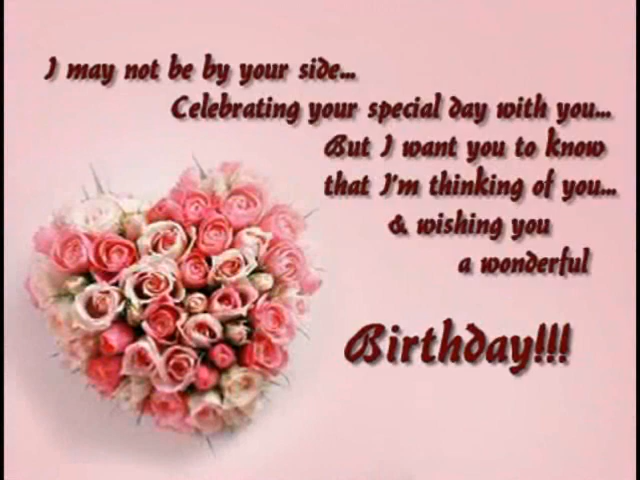 I may not be by your side...
Celebrating your special day with you...
But I want you to know
that I'm thinking of you...
& wishing you
a wonderful
Birthday!!!